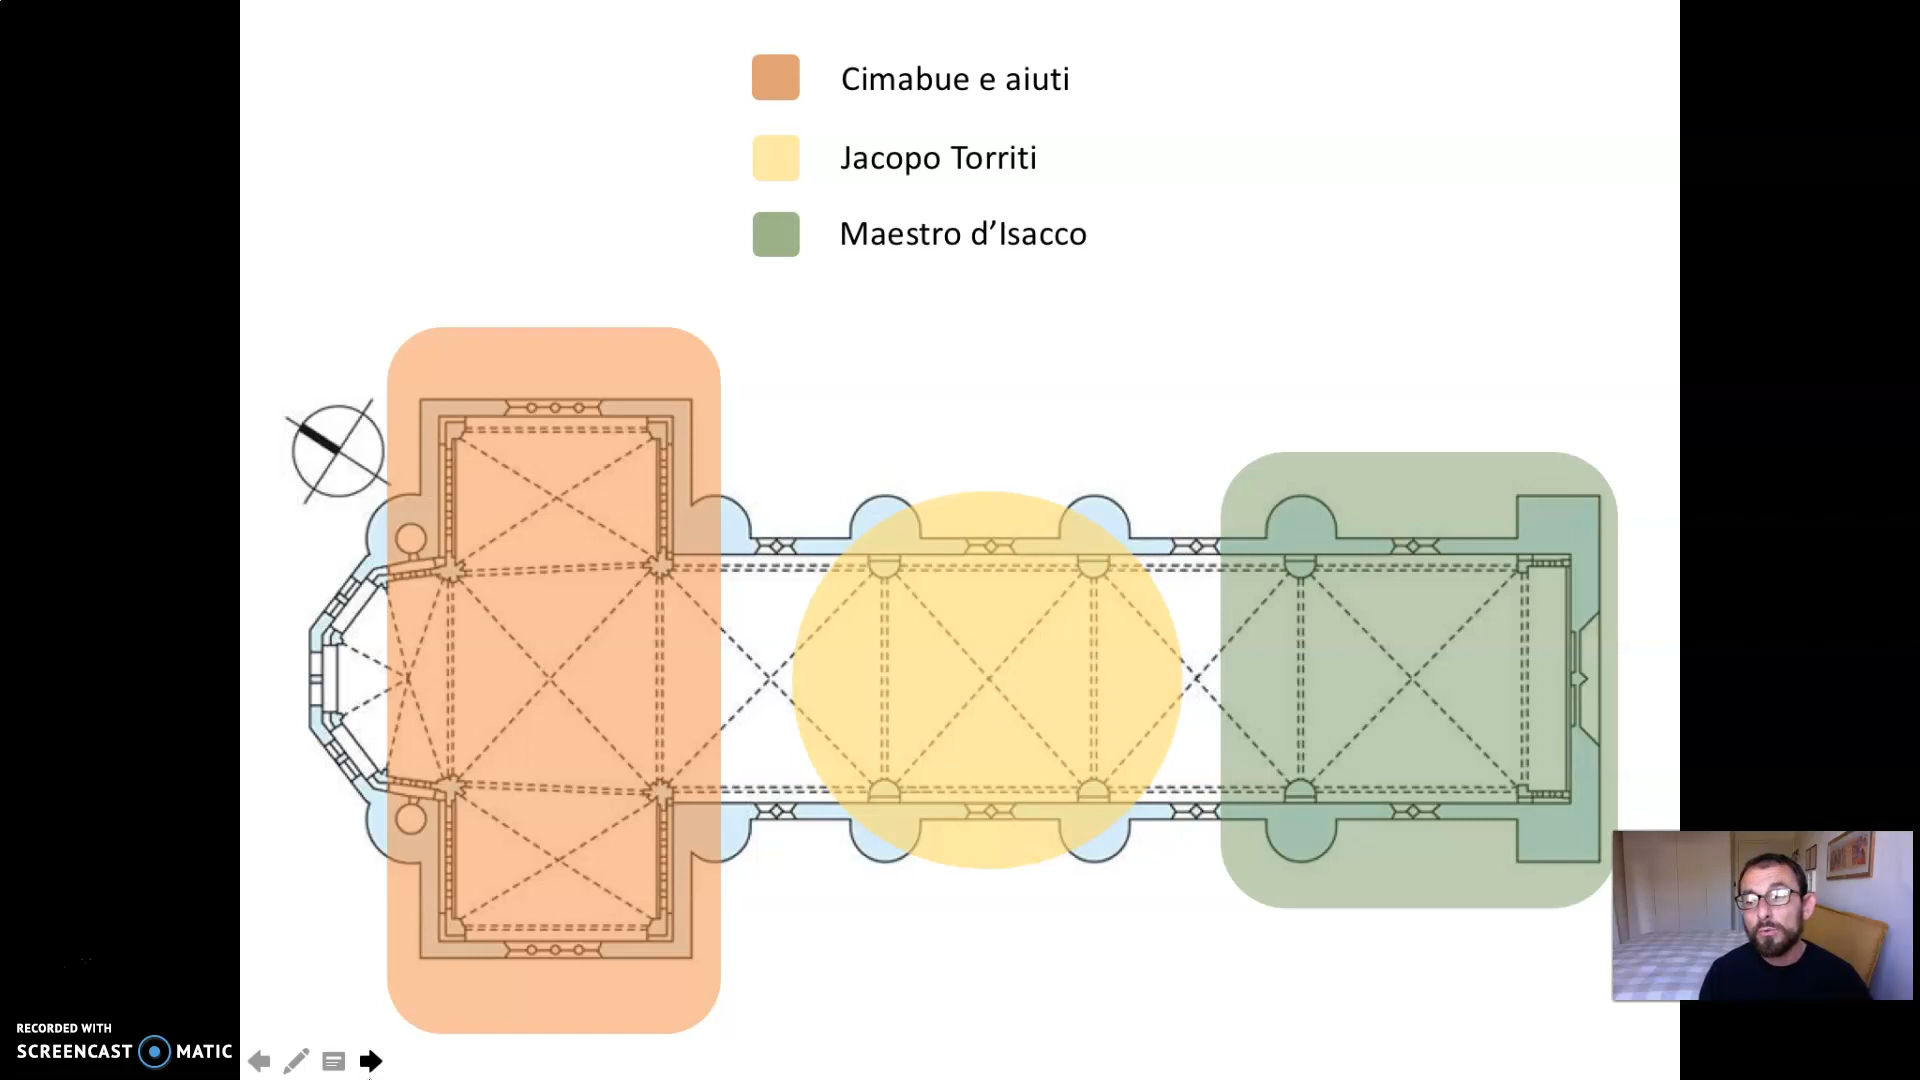 Cimabue e aiuti
Jacopo Torriti
Maestro d’Isacco
RECORDED WITH
SCREENCAST MATIC